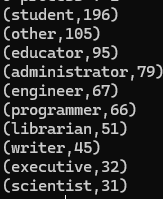 (student,196)
(other,105)
(educator,95)
(administrator,79)
(engineer,67)
(programmer,66)
(librarian,51)
(writer,45)
(executive,32)
(scientist,31)